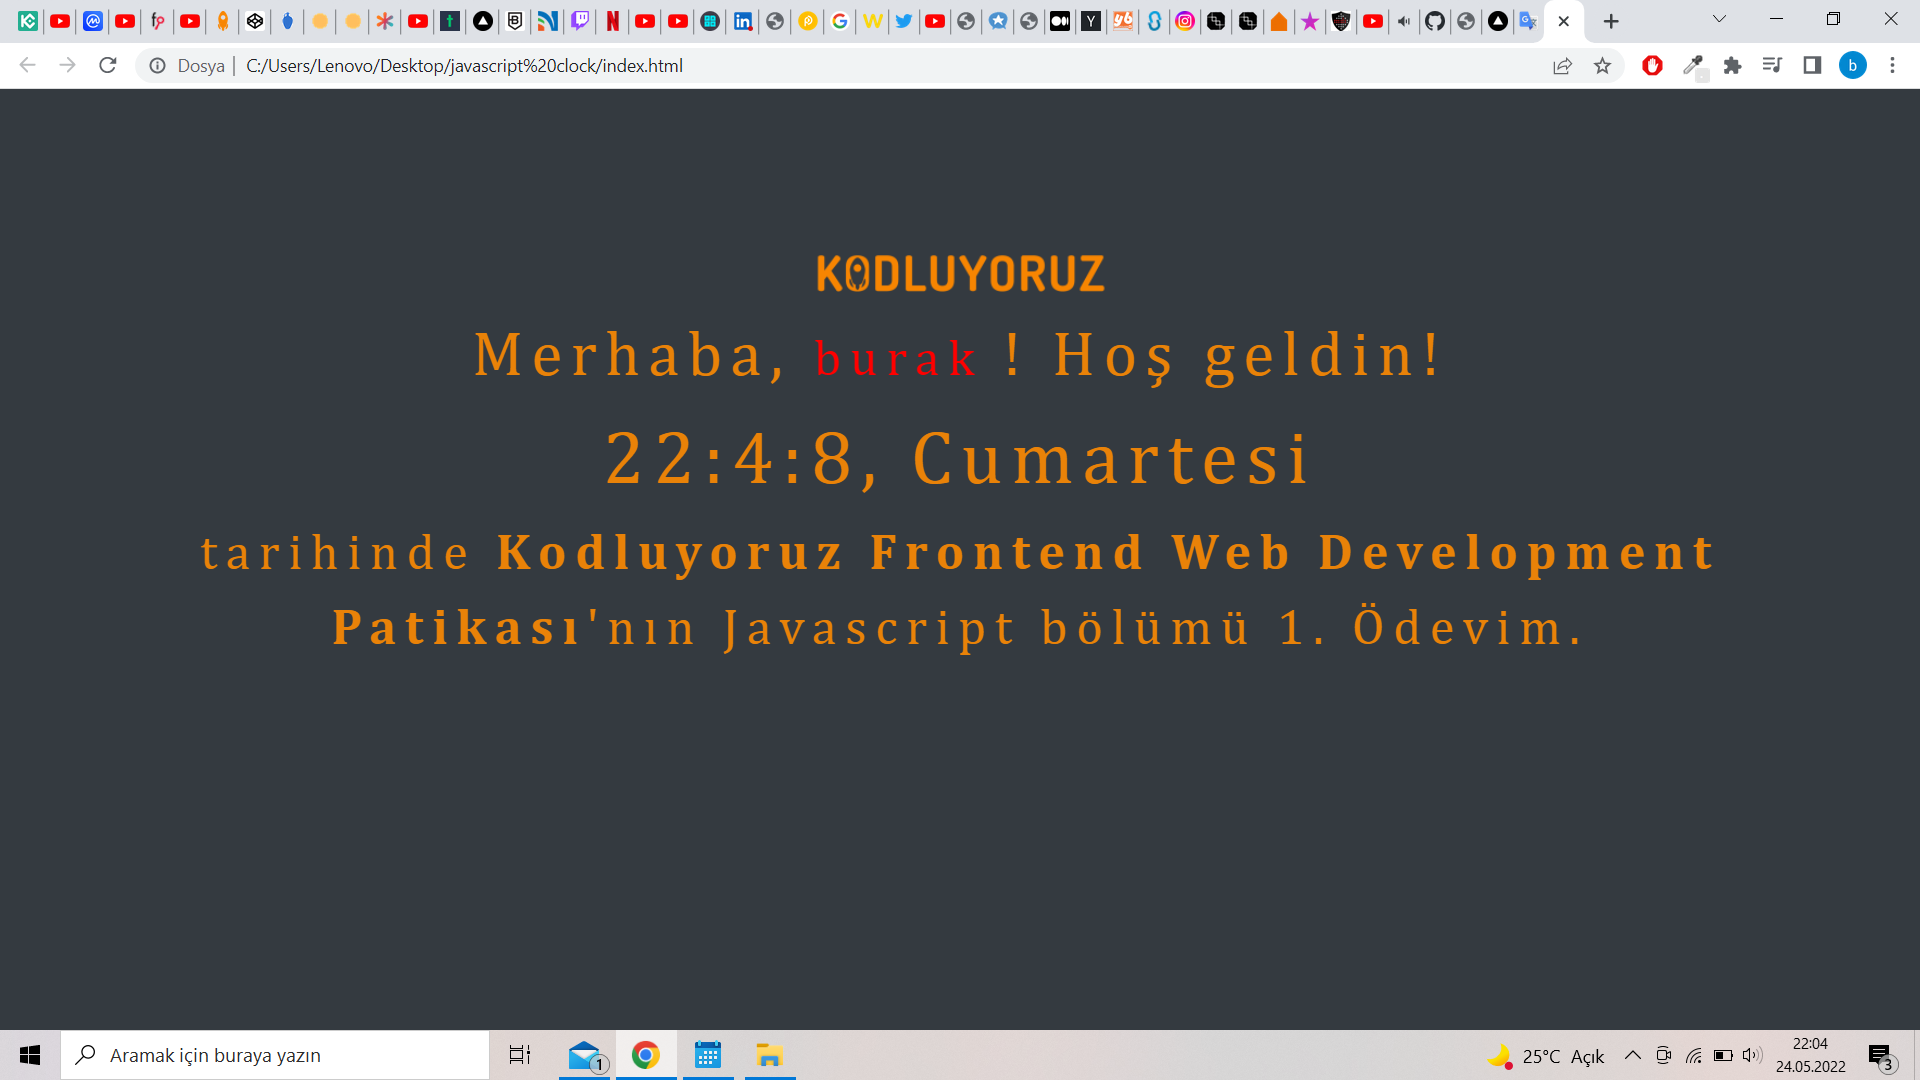 Dosya | C:/Users/Lenovo/Desktop/javascript%20clock/index.html
b
KODLUYORUZ
Merhaba, burak ! Hoş geldin!
22:4:8, Cumartesi
tarihinde Kodluyoruz Frontend Web Development
Patikası'nın Javascript bölümü 1. Ödevim.
Aramak için buraya yazın
1
25°C Açık
22:04
24.05.2022
3